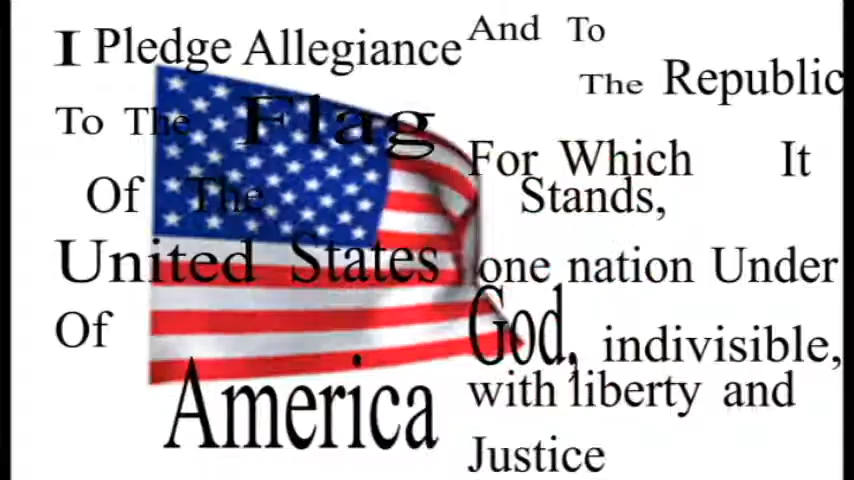 I Pledge Allegiance
To The Flag
Of The
United States
Of
America
And To
The Republic
For Which It
Stands,
one nation Under
God, indivisible,
with liberty and
Justice